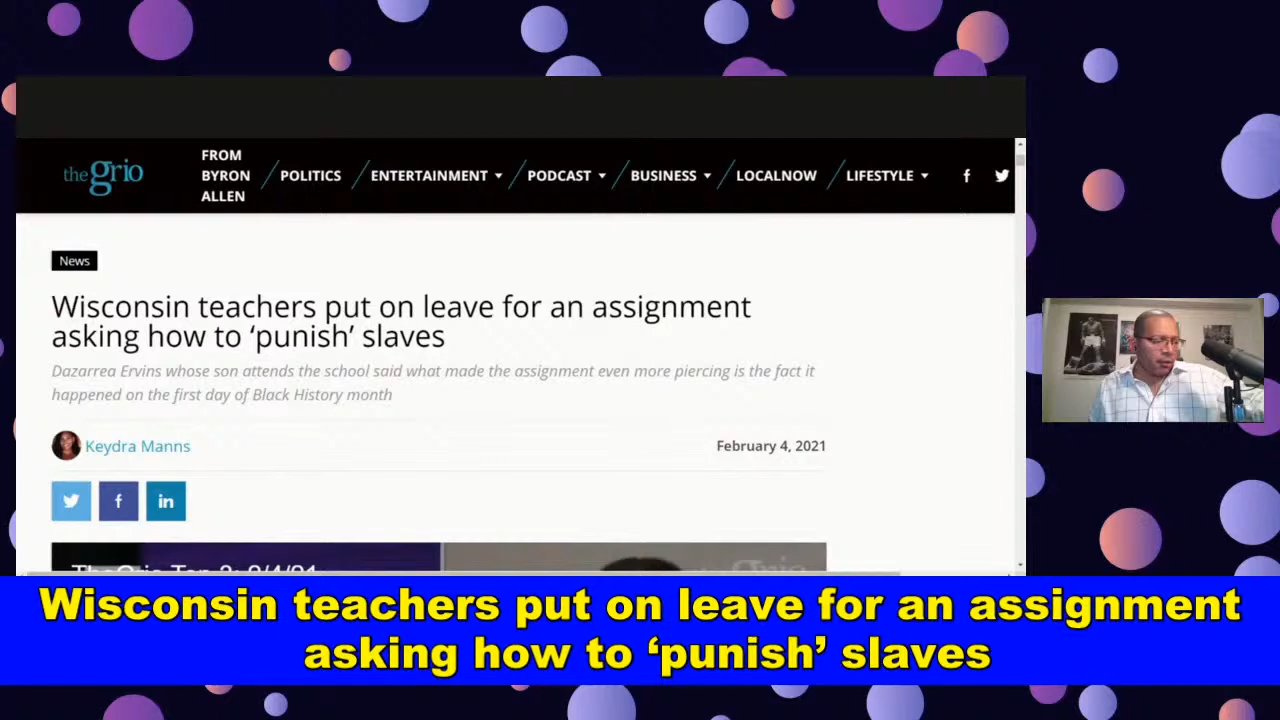 FROM
BYRON
ALLEN
thegrio
POLITICS
ENTERTAINMENT
PODCAST
BUSINESS
LOCALNOW
LIFESTYLE
News
Wisconsin teachers put on leave for an assignment
asking how to ‘punish’ slaves
Dazarrea Ervins whose son attends the school said what made the assignment even more piercing is the fact it
happened on the first day of Black History month
Keydra Manns
February 4, 2021
Wisconsin teachers put on leave for an assignment
asking how to ‘punish’ slaves